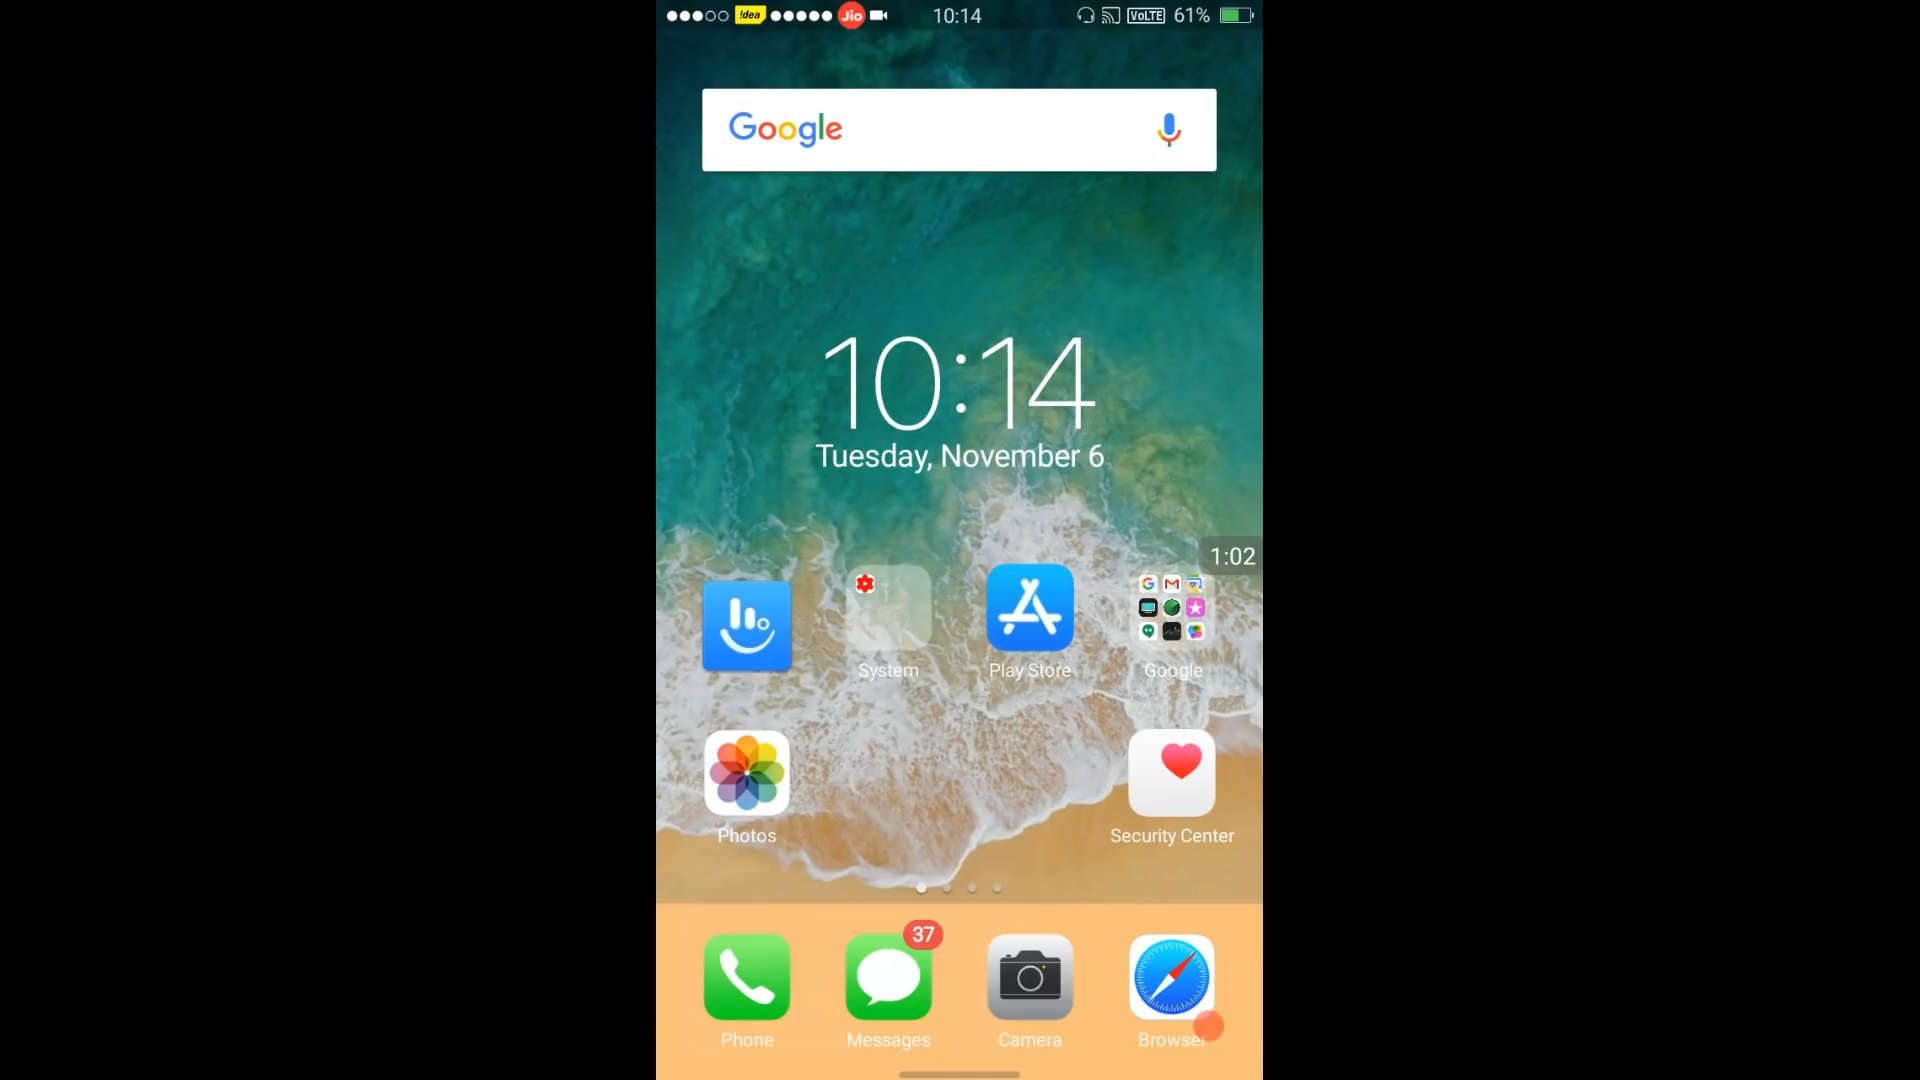 !dea Jio 10:14 VoLTE 61%
Google
10:14
Tuesday, November 6
1:02
System Play Store Google
Photos Security Center
37
Phone Messages Camera Browser